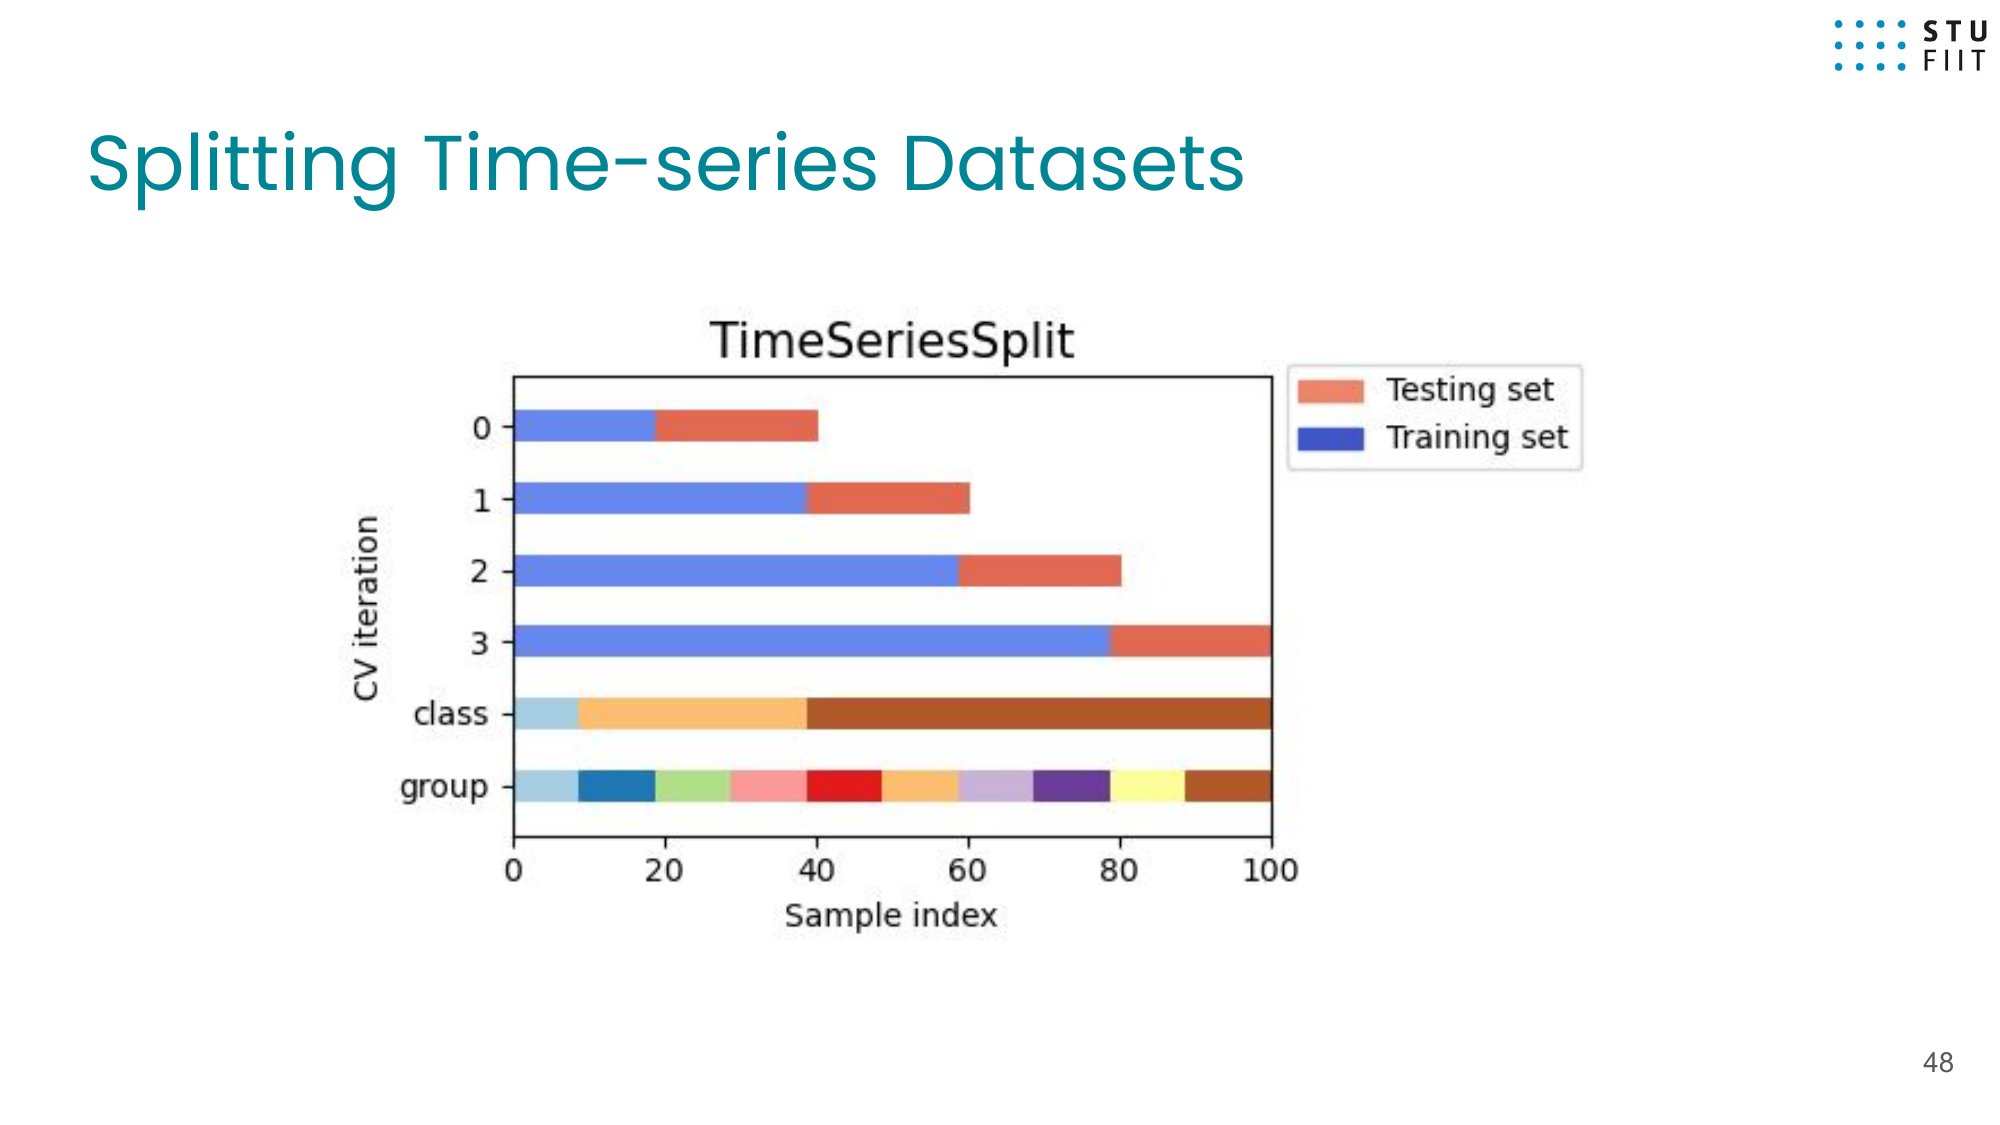 STU
FIIT
Splitting Time-series Datasets
TimeSeriesSplit
Testing set
Training set
CV iteration
0
1
2
3
class
group
0 20 40 60 80 100
Sample index
48